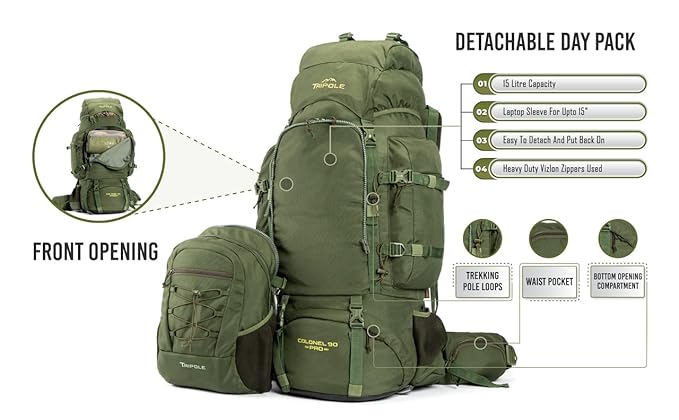 DETACHABLE DAY PACK
01 15 Litre Capacity
02 Laptop Sleeve For Upto 15"
03 Easy To Detach And Put Back On
04 Heavy Duty Vizlon Zippers Used
TRIPOLE
FRONT OPENING
TREKKING
POLE LOOPS
WAIST POCKET
BOTTOM OPENING
COMPARTMENT
COLONEL 90
PRO
TRIPOLE